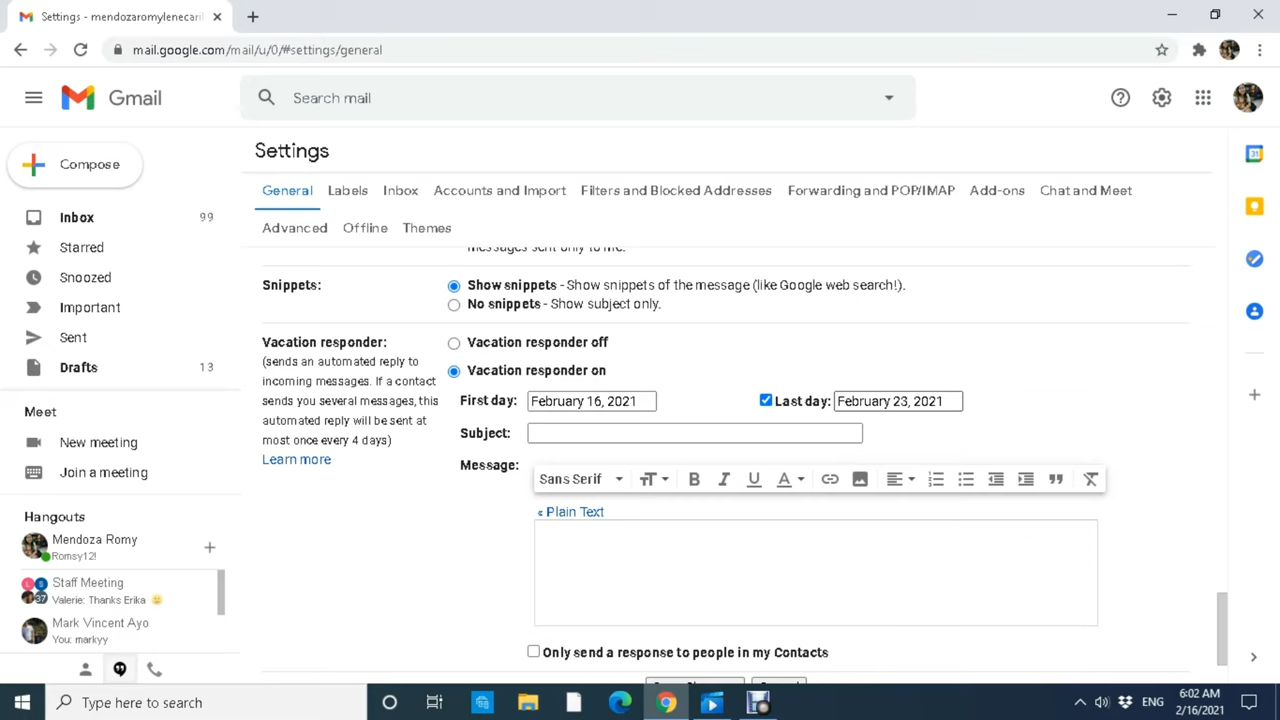 Settings - mendozaromylenecari
mail.google.com/mail/u/0/#settings/general
Gmail
Search mail
Compose
Inbox 99
Starred
Snoozed
Important
Sent
Drafts 13
Meet
New meeting
Join a meeting
Hangouts
Mendoza Romy
Romsy12!
Staff Meeting
37
Valerie: Thanks Erika
Mark Vincent Ayo
You: markyy
Settings
General Labels Inbox Accounts and Import Filters and Blocked Addresses Forwarding and POP/IMAP Add-ons Chat and Meet
Advanced Offline Themes
messages sent only to me.
Snippets:
Show snippets - Show snippets of the message (like Google web search!).
No snippets - Show subject only.
Vacation responder:
(sends an automated reply to
incoming messages. If a contact
sends you several messages, this
automated reply will be sent at
most once every 4 days)
Learn more
Vacation responder off
Vacation responder on
First day: February 16, 2021 Last day: February 23, 2021
Subject:
Message:
Sans Serif
« Plain Text
Only send a response to people in my Contacts
Type here to search
ENG
6:02 AM
2/16/2021